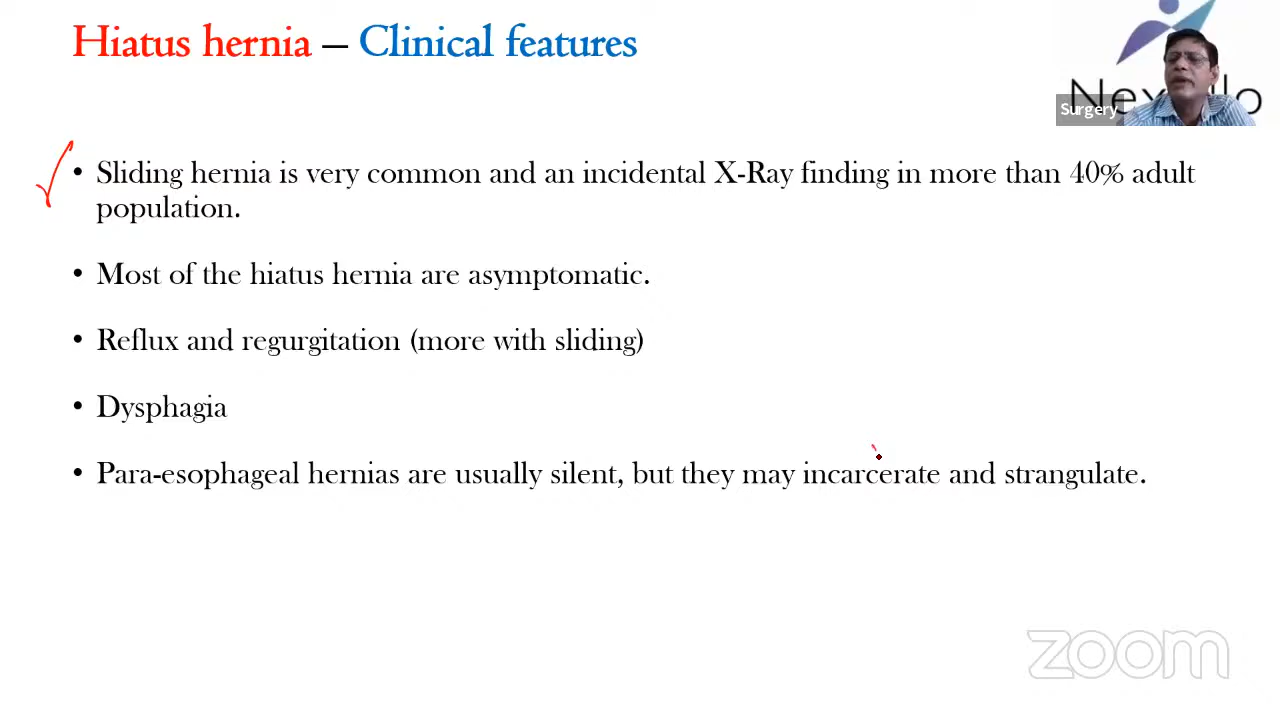 Hiatus hernia – Clinical features
Surgery
• Sliding hernia is very common and an incidental X-Ray finding in more than 40% adult
population.
• Most of the hiatus hernia are asymptomatic.
• Reflux and regurgitation (more with sliding)
• Dysphagia
• Para-esophageal hernias are usually silent, but they may incarcerate and strangulate.
zoom